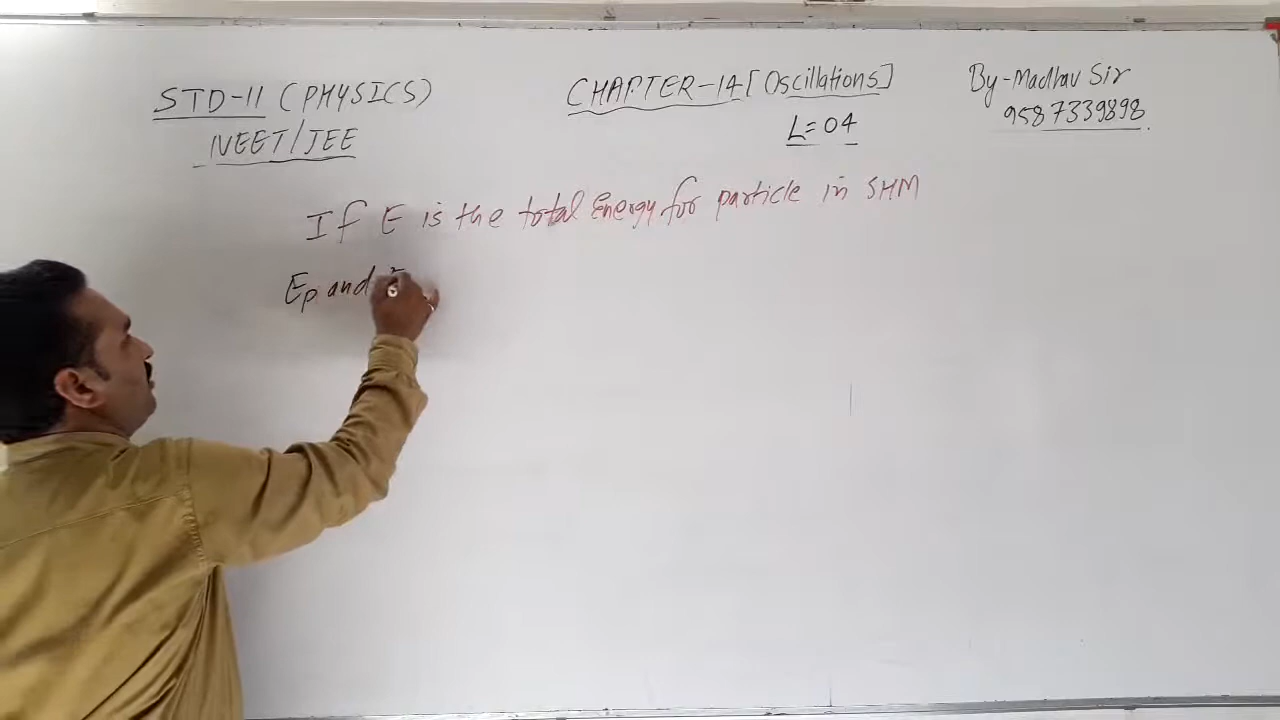 STD-11 (PHYSICS)
NEET/JEE
CHAPTER-14 [Oscillations]
L=04
By-Madhav Sir
9587339898
If E is the total Energy for particle in SHM
Ep and